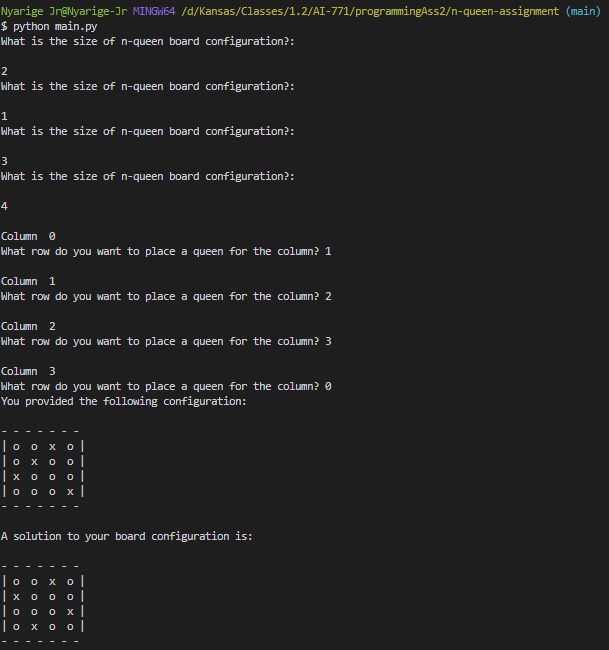 Nyarige Jr@Nyarige-Jr MINGW64 /d/Kansas/Classes/1.2/AI-771/programmingAss2/n-queen-assignment (main)
$ python main.py
What is the size of n-queen board configuration?:
2
What is the size of n-queen board configuration?:
1
What is the size of n-queen board configuration?:
3
What is the size of n-queen board configuration?:
4
Column  0
What row do you want to place a queen for the column? 1
Column  1
What row do you want to place a queen for the column? 2
Column  2
What row do you want to place a queen for the column? 3
Column  3
What row do you want to place a queen for the column? 0
You provided the following configuration:
- - - - - - -
| o  o  x  o |
| o  x  o  o |
| x  o  o  o |
| o  o  o  x |
- - - - - - -
A solution to your board configuration is:
- - - - - - -
| o  o  x  o |
| x  o  o  o |
| o  o  o  x |
| o  x  o  o |
- - - - - - -